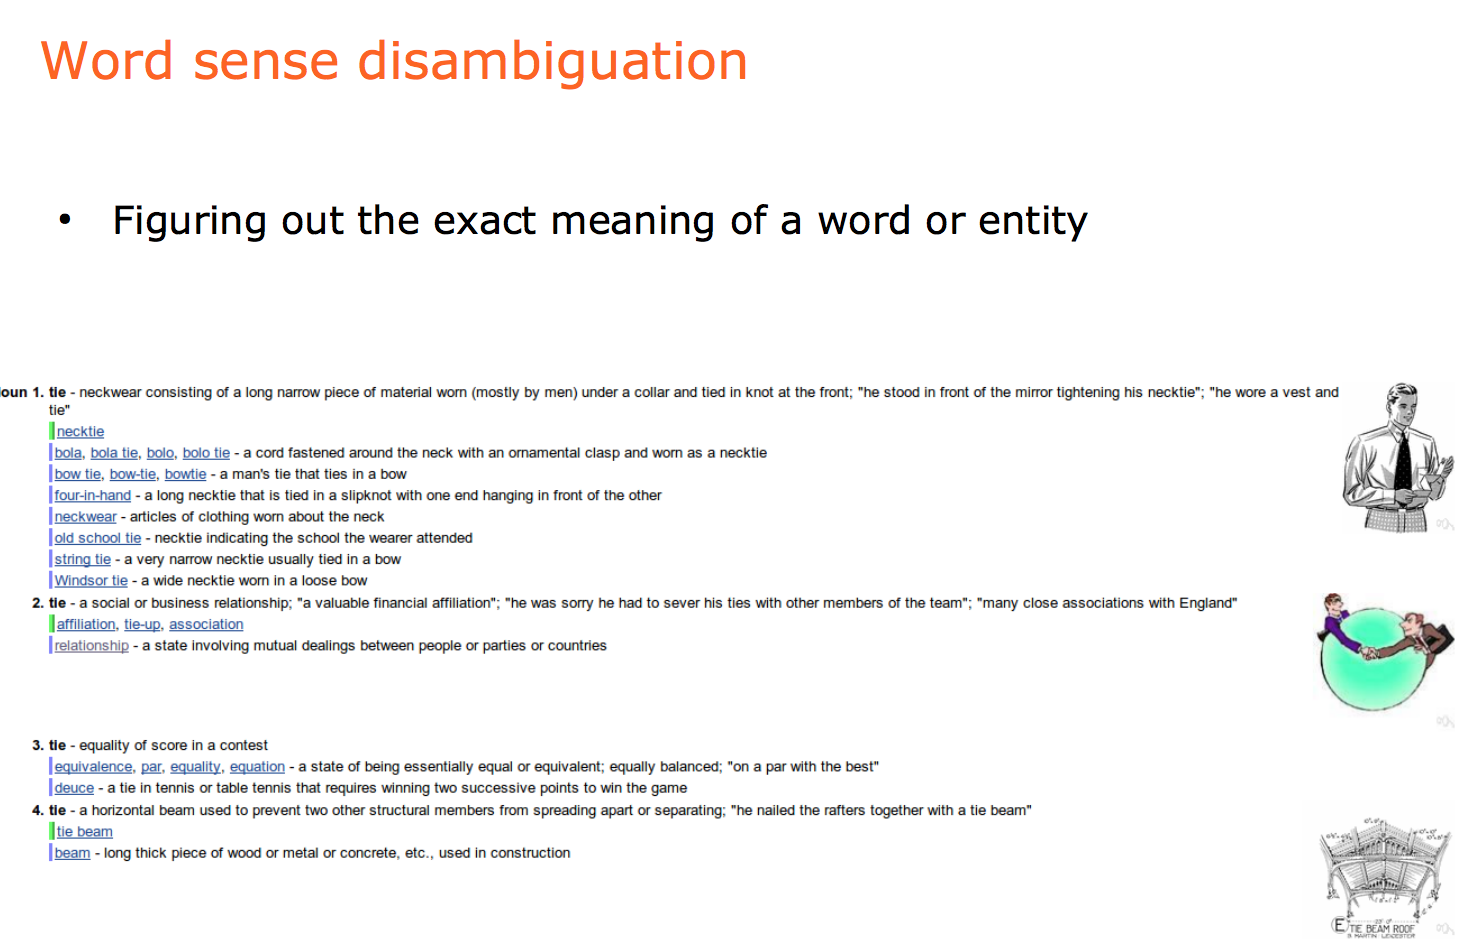 Word sense disambiguation
• Figuring out the exact meaning of a word or entity
oun 1. tie - neckwear consisting of a long narrow piece of material worn (mostly by men) under a collar and tied in knot at the front; "he stood in front of the mirror tightening his necktie"; "he wore a vest and
tie"
necktie
bola, bola tie, bolo, bolo tie - a cord fastened around the neck with an ornamental clasp and worn as a necktie
bow tie, bow-tie, bowtie - a man's tie that ties in a bow
four-in-hand - a long necktie that is tied in a slipknot with one end hanging in front of the other
neckwear - articles of clothing worn about the neck
old school tie - necktie indicating the school the wearer attended
string tie - a very narrow necktie usually tied in a bow
Windsor tie - a wide necktie worn in a loose bow
2. tie - a social or business relationship; "a valuable financial affiliation"; "he was sorry he had to sever his ties with other members of the team"; "many close associations with England"
affiliation, tie-up, association
relationship - a state involving mutual dealings between people or parties or countries
3. tie - equality of score in a contest
equivalence, par, equality, equation - a state of being essentially equal or equivalent; equally balanced; "on a par with the best"
deuce - a tie in tennis or table tennis that requires winning two successive points to win the game
4. tie - a horizontal beam used to prevent two other structural members from spreading apart or separating; "he nailed the rafters together with a tie beam"
tie beam
beam - long thick piece of wood or metal or concrete, etc., used in construction
E TIE BEAM ROOF